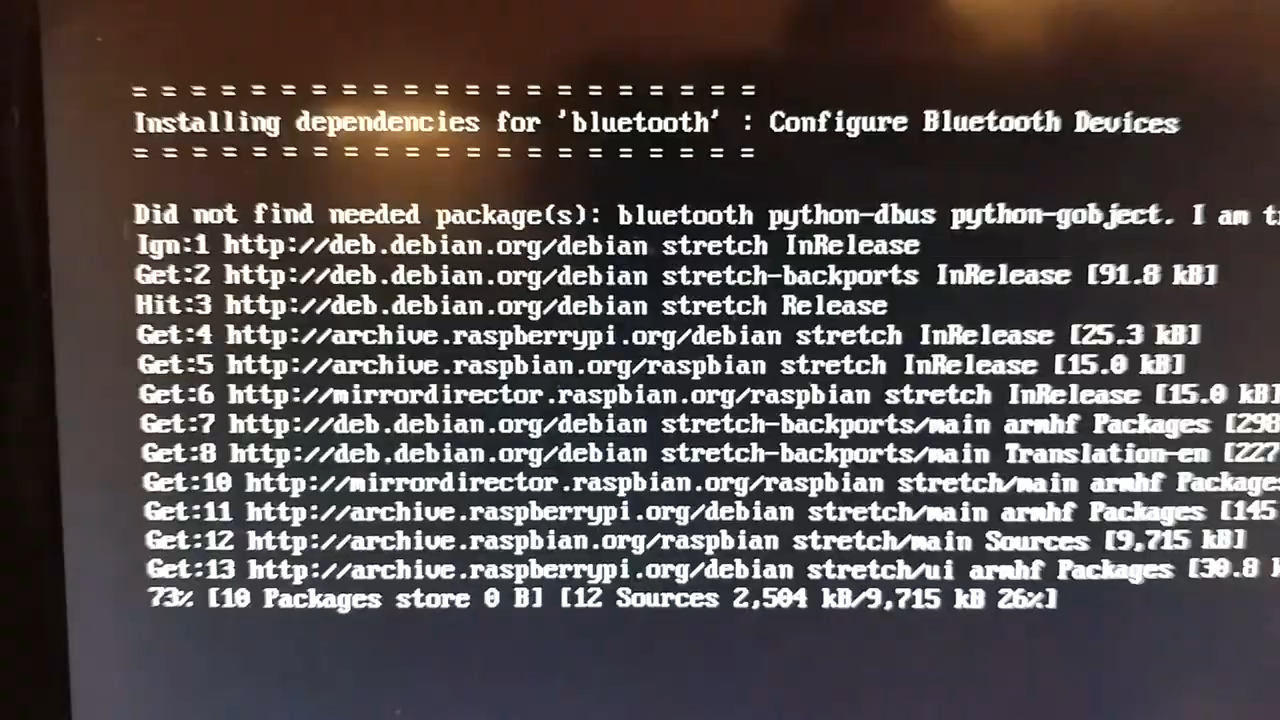 = = = = = = = = = = = = = = = = = = = = =
Installing dependencies for 'bluetooth' : Configure Bluetooth Devices
= = = = = = = = = = = = = = = = = = = = =
Did not find needed package(s): bluetooth python-dbus python-gobject. I am
Ign:1 http://deb.debian.org/debian stretch InRelease
Get:2 http://deb.debian.org/debian stretch-backports InRelease [91.8 kB]
Hit:3 http://deb.debian.org/debian stretch Release
Get:4 http://archive.raspberrypi.org/debian stretch InRelease [25.3 kB]
Get:5 http://archive.raspbian.org/raspbian stretch InRelease [15.0 kB]
Get:6 http://mirrordirector.raspbian.org/raspbian stretch InRelease [15.0 kB]
Get:7 http://deb.debian.org/debian stretch-backports/main armhf Packages [298
Get:8 http://deb.debian.org/debian stretch-backports/main Translation-en [227
Get:10 http://mirrordirector.raspbian.org/raspbian stretch/main armhf Packages
Get:11 http://archive.raspberrypi.org/debian stretch/main armhf Packages [145
Get:12 http://archive.raspbian.org/raspbian stretch/main Sources [9,715 kB]
Get:13 http://archive.raspberrypi.org/debian stretch/ui armhf Packages [30.8 k
73% [10 Packages store 0 B] [12 Sources 2,504 kB/9,715 kB 26%]